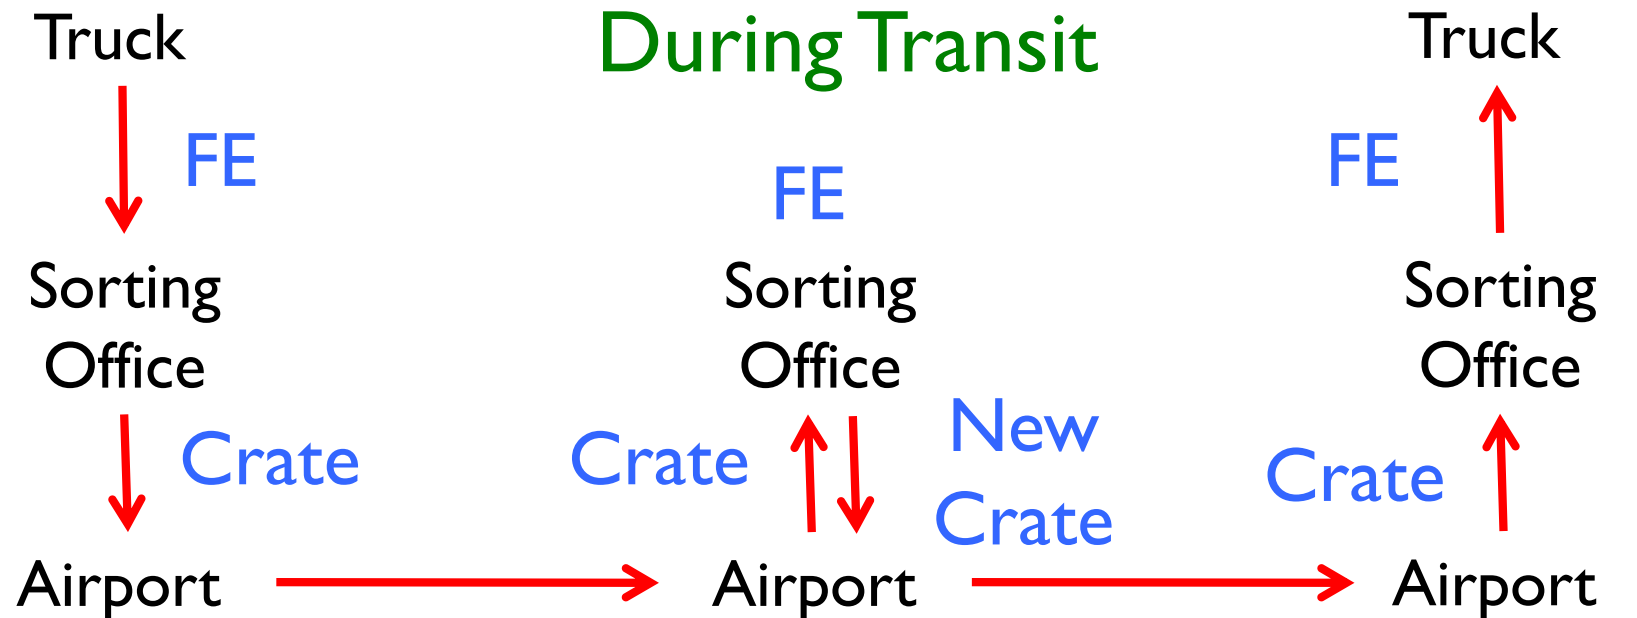 Truck
During Transit
Truck
FE
FE
FE
Sorting
Office
Sorting
Office
Sorting
Office
Crate
Crate
New
Crate
Crate
Airport
Airport
Airport